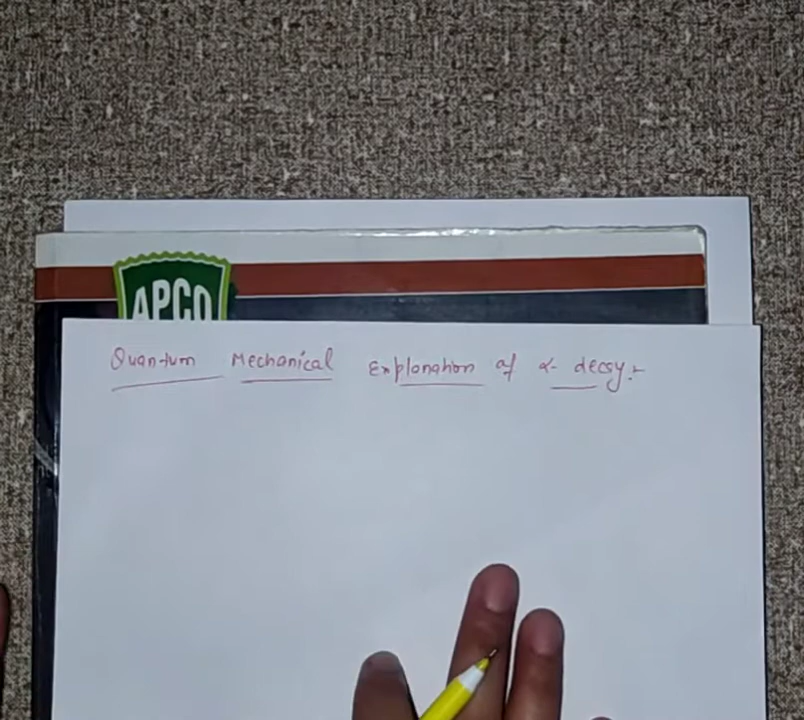 APCO
Quantum Mechanical Explanation of α- decay:-